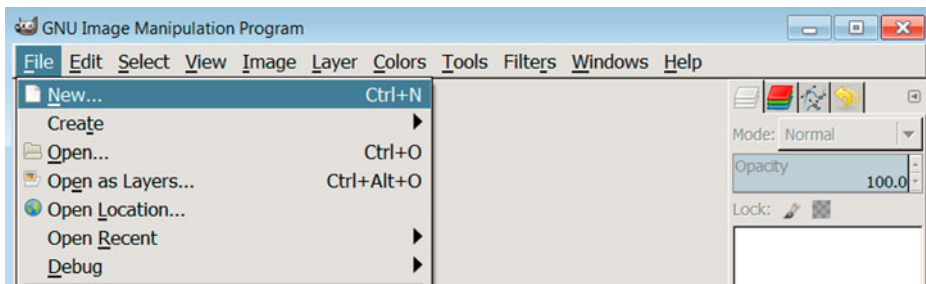 GNU Image Manipulation Program
File Edit Select View Image Layer Colors Tools Filters Windows Help
New... Ctrl+N
Create
Open... Ctrl+O
Open as Layers... Ctrl+Alt+O
Open Location...
Open Recent
Debug
Mode: Normal
Opacity
100.0
Lock: